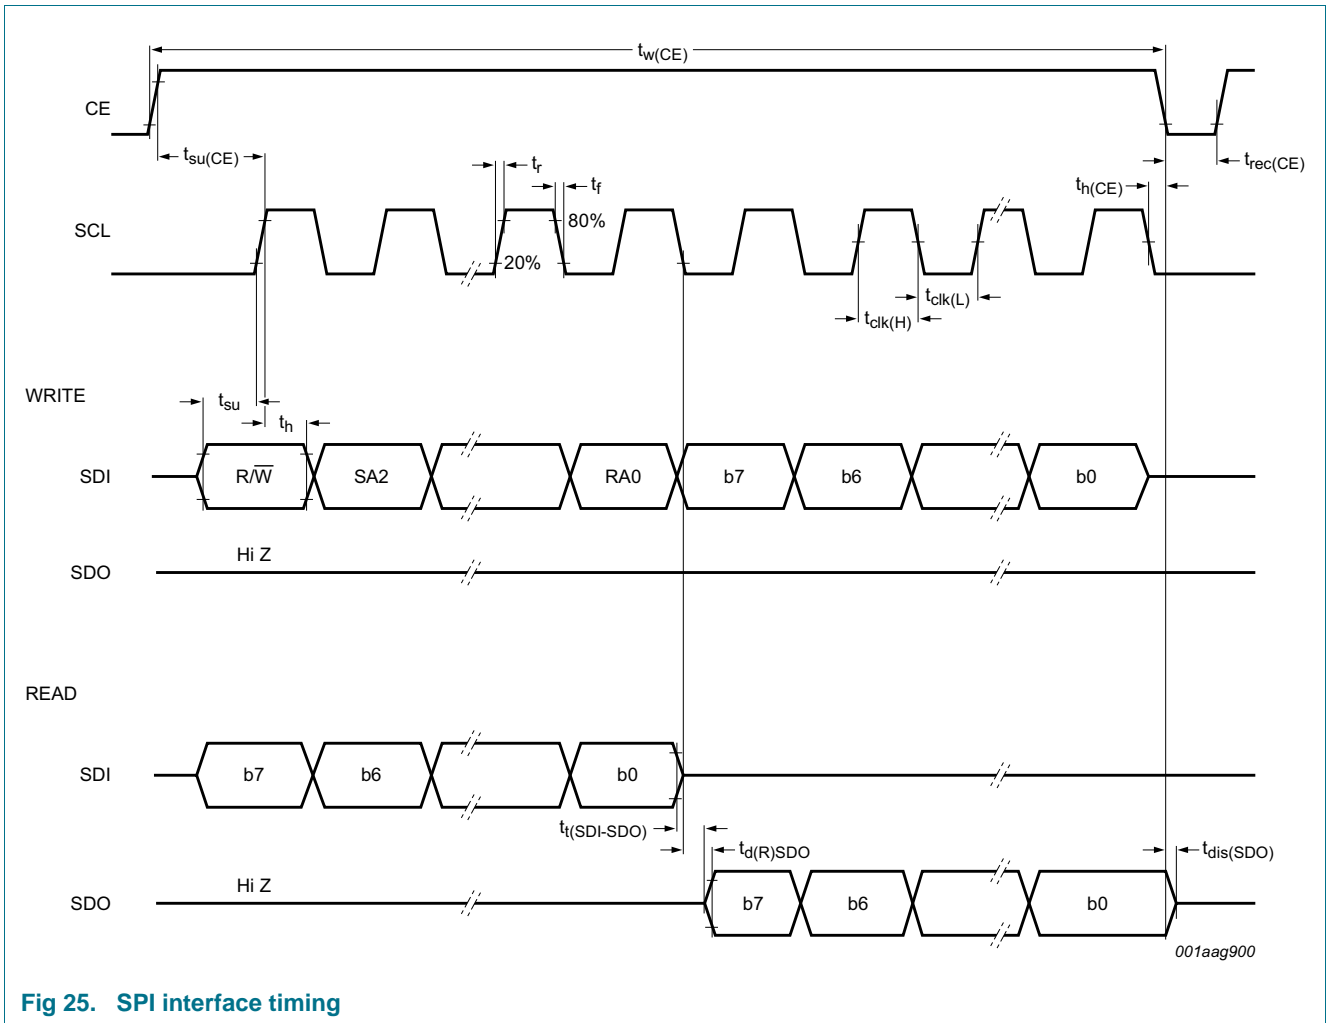 tw(CE)
CE
tsu(CE)
tr
trec(CE)
tf
th(CE)
SCL
80%
20%
tclk(L)
tclk(H)
WRITE
tsu
th
SDI R/W̅ SA2 RA0 b7 b6 b0
Hi Z
SDO
READ
SDI b7 b6 b0
tt(SDI-SDO)
td(R)SDO
tdis(SDO)
Hi Z
SDO b7 b6 b0
001aag900
Fig 25. SPI interface timing